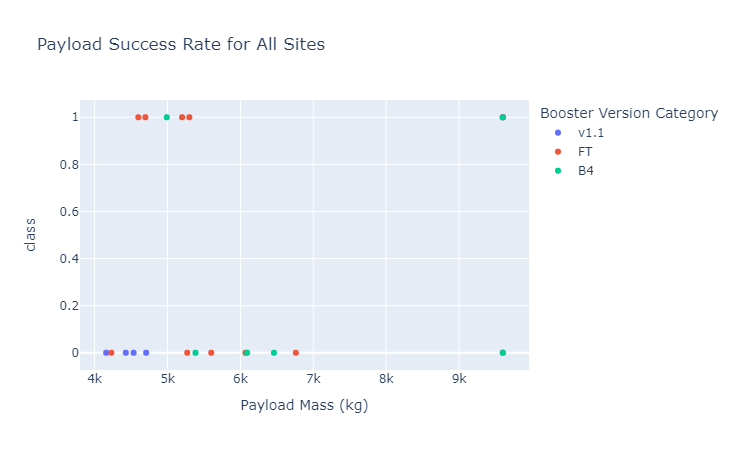 Payload Success Rate for All Sites
Booster Version Category
v1.1
FT
B4
class
1
0.8
0.6
0.4
0.2
0
4k
5k
6k
7k
8k
9k
Payload Mass (kg)